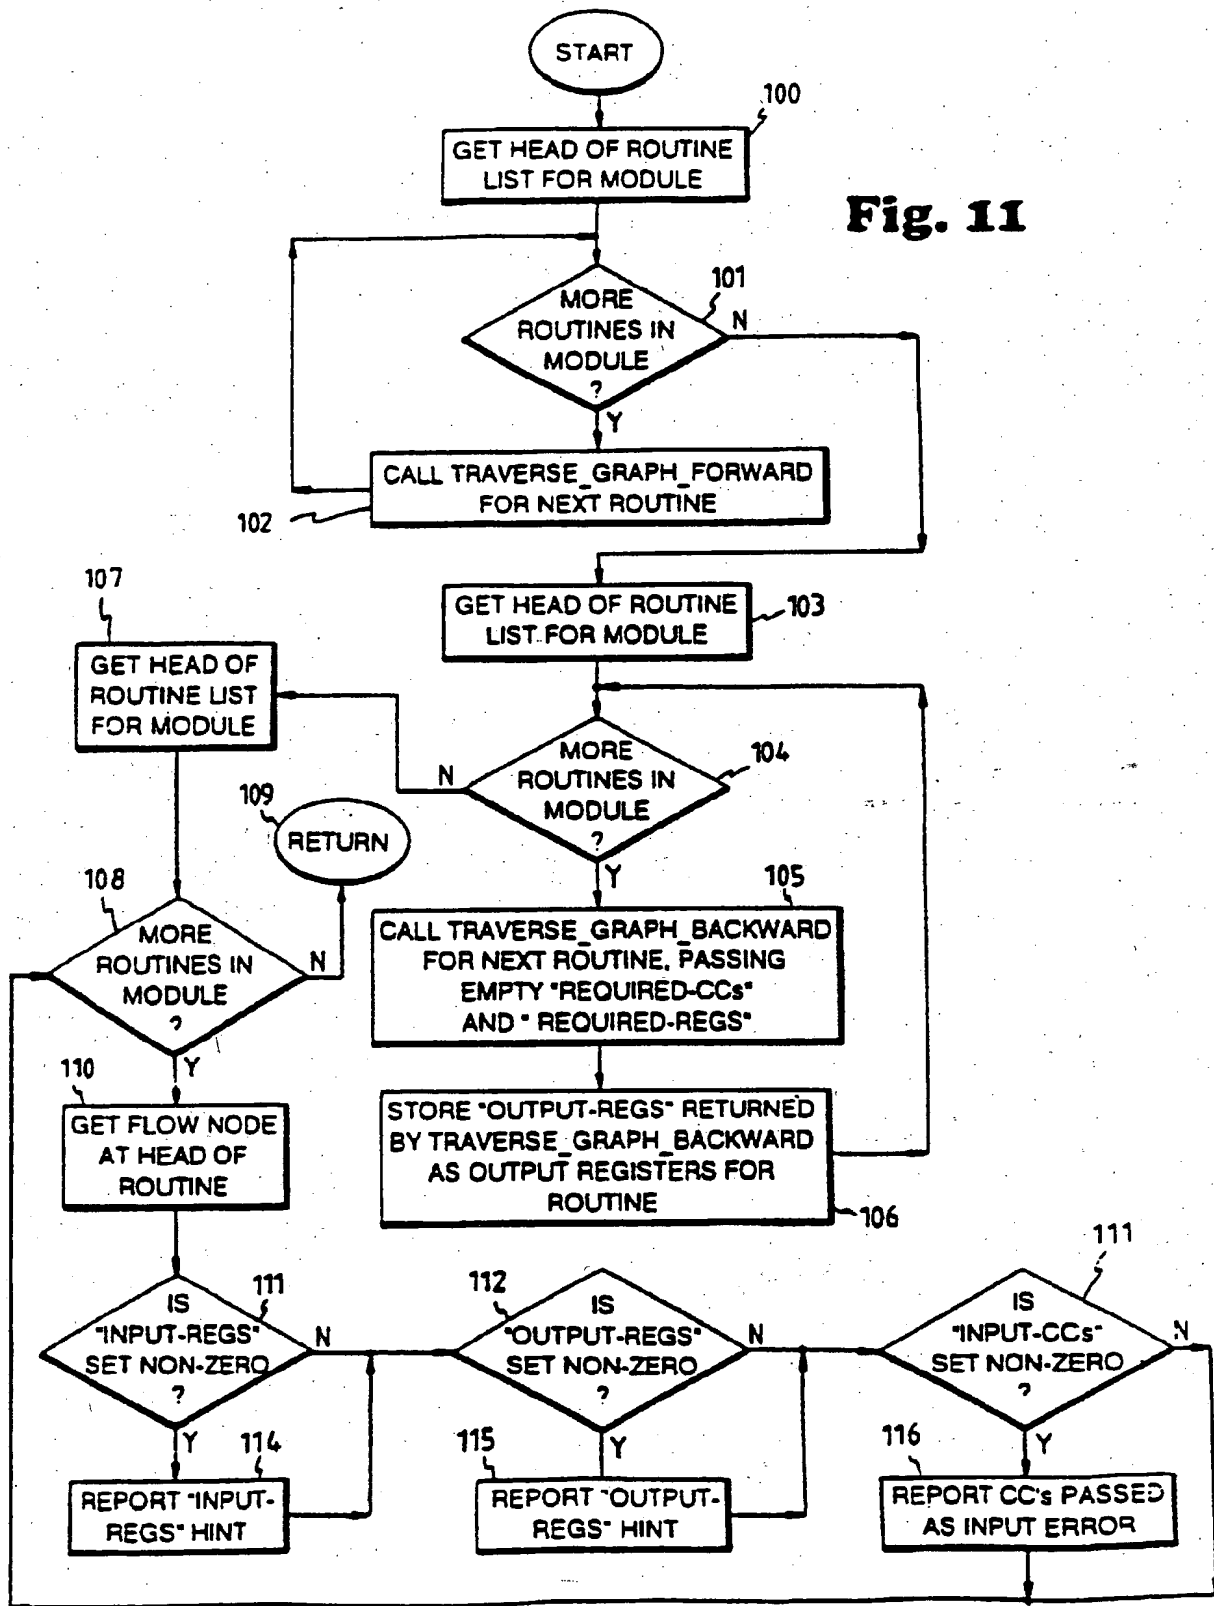 START
100
GET HEAD OF ROUTINE
LIST FOR MODULE
Fig. 11
101
MORE
ROUTINES IN
MODULE
?
N
Y
CALL TRAVERSE_GRAPH_FORWARD
FOR NEXT ROUTINE
102
103
GET HEAD OF ROUTINE
LIST FOR MODULE
107
GET HEAD OF
ROUTINE LIST
FOR MODULE
104
MORE
ROUTINES IN
MODULE
?
N
Y
109
RETURN
108
MORE
ROUTINES IN
MODULE
?
N
Y
105
CALL TRAVERSE_GRAPH_BACKWARD
FOR NEXT ROUTINE, PASSING
EMPTY "REQUIRED-CCs"
AND " REQUIRED-REGS"
110
GET FLOW NODE
AT HEAD OF
ROUTINE
STORE "OUTPUT-REGS" RETURNED
BY TRAVERSE_GRAPH_BACKWARD
AS OUTPUT REGISTERS FOR
ROUTINE
106
111
IS
"INPUT-REGS"
SET NON-ZERO
?
N
Y
112
IS
"OUTPUT-REGS"
SET NON-ZERO
?
N
Y
111
IS
"INPUT-CCs"
SET NON-ZERO
?
N
Y
114
REPORT "INPUT-
REGS" HINT
115
REPORT "OUTPUT-
REGS" HINT
116
REPORT CC's PASSED
AS INPUT ERROR